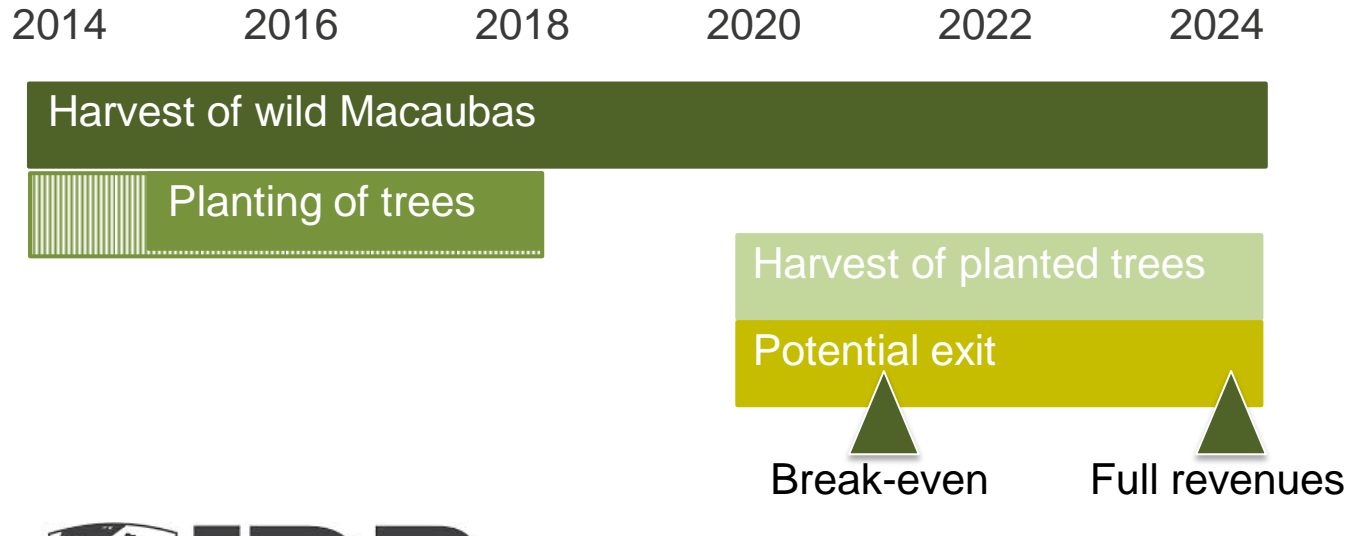 2014 2016 2018 2020 2022 2024
Harvest of wild Macaubas
Planting of trees
Harvest of planted trees
Potential exit
Break-even Full revenues